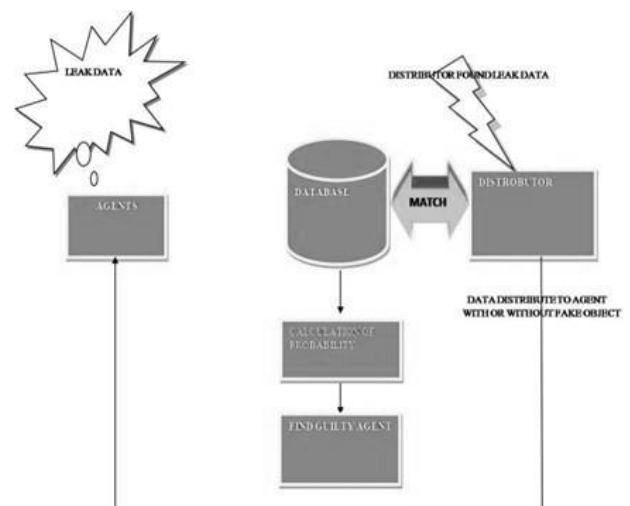 LEAK DATA
DISTRIBUTOR FOUND LEAK DATA
AGENTS
DATABASE
MATCH
DISTROBUTOR
DATA DISTRIBUTE TO AGENT
WITH OR WITHOUT FAKE OBJECT
CALCULATION OF
PROBABILITY
FIND GUILTY AGENT